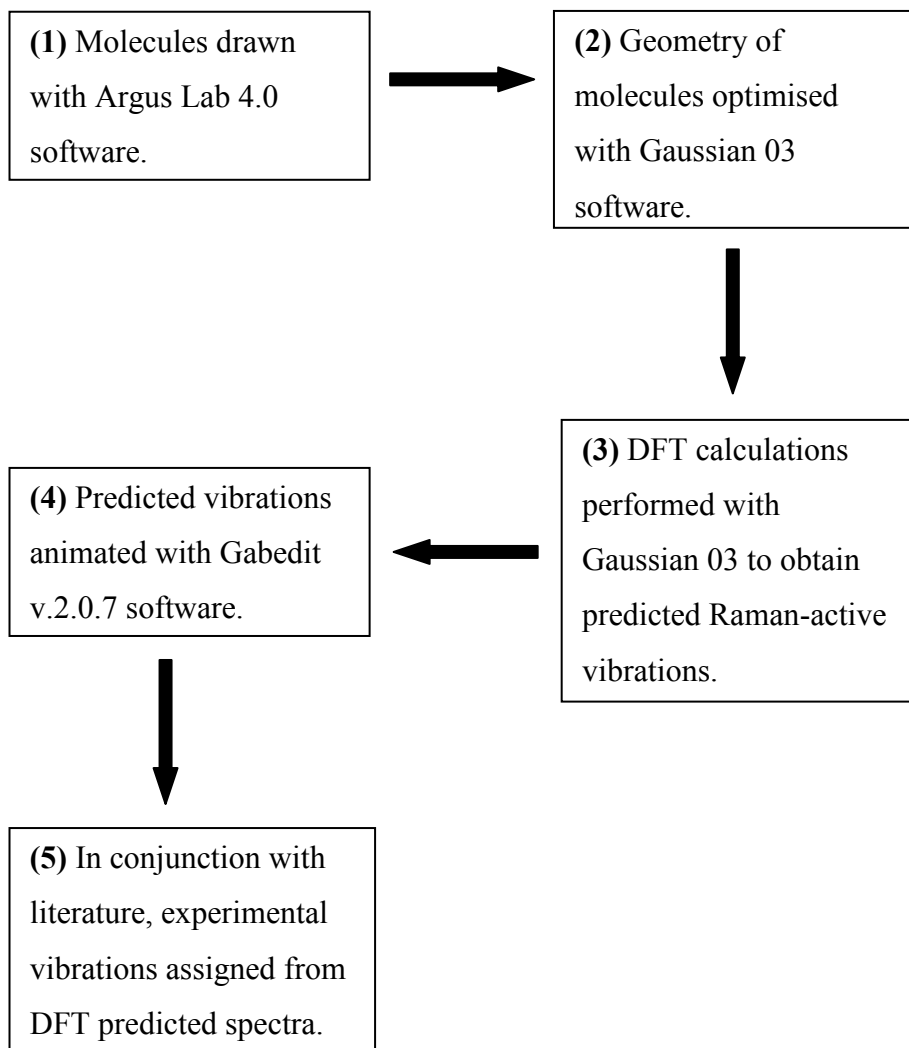 (1) Molecules drawn
with Argus Lab 4.0
software.
(2) Geometry of
molecules optimised
with Gaussian 03
software.
(3) DFT calculations
performed with
Gaussian 03 to obtain
predicted Raman-active
vibrations.
(4) Predicted vibrations
animated with Gabedit
v.2.0.7 software.
(5) In conjunction with
literature, experimental
vibrations assigned from
DFT predicted spectra.